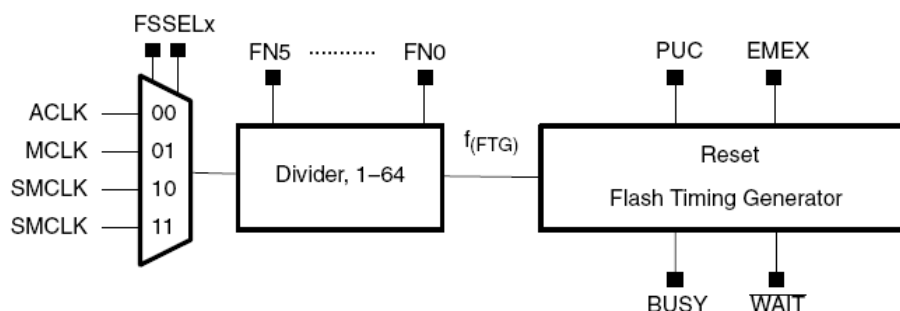 FSSELx
FN5 ........... FN0
PUC EMEX
ACLK 00
MCLK 01
SMCLK 10
SMCLK 11
Divider, 1–64
f(FTG)
Reset
Flash Timing Generator
BUSY WAIT